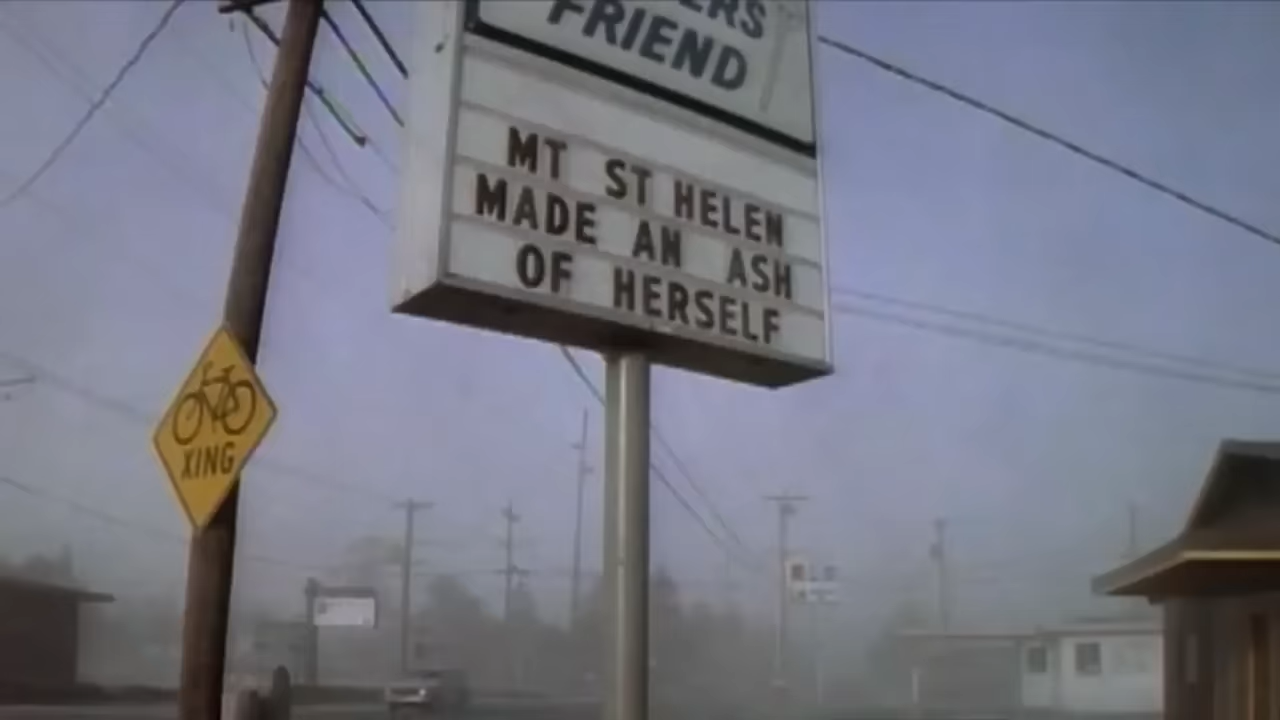 FRIEND
MT ST HELEN
MADE AN ASH
OF HERSELF
XING